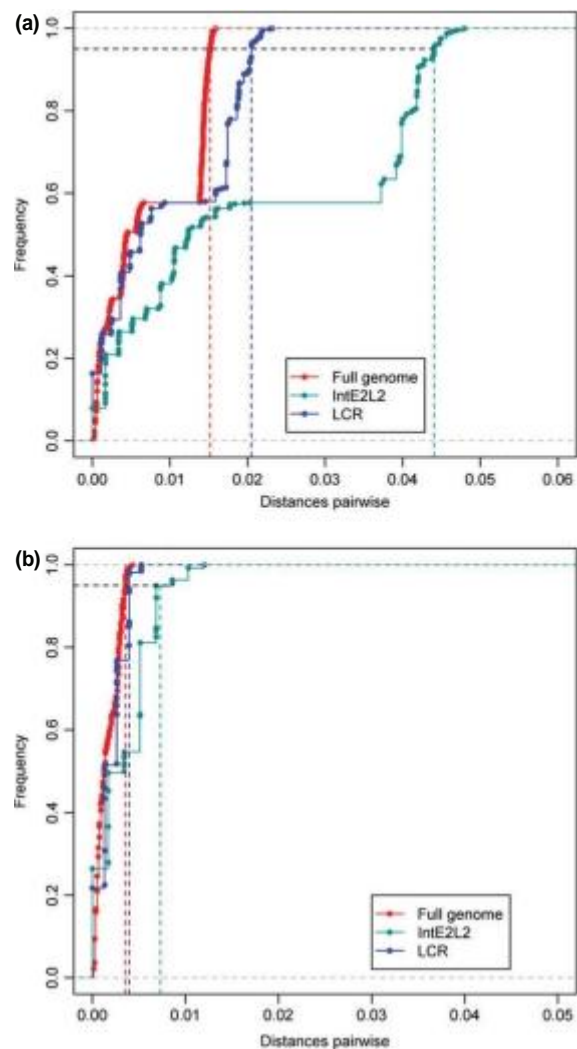 (a)
1.0
0.8
0.6
0.4
0.2
0.0
Frequency
Full genome
IntE2L2
LCR
0.00 0.01 0.02 0.03 0.04 0.05 0.06
Distances pairwise
(b)
1.0
0.8
0.6
0.4
0.2
0.0
Frequency
Full genome
IntE2L2
LCR
0.00 0.01 0.02 0.03 0.04 0.05
Distances pairwise